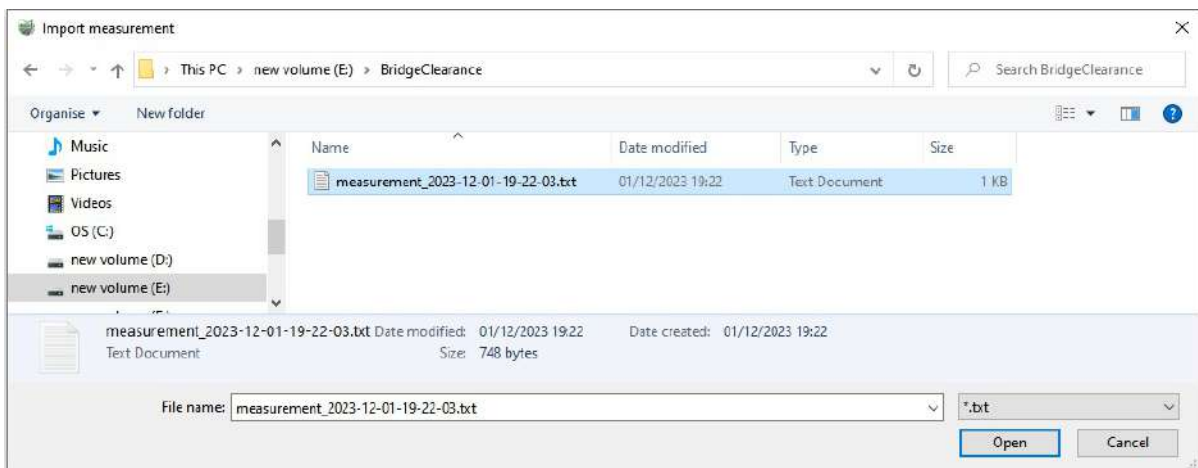 Import measurement
This PC > new volume (E:) > BridgeClearance
Search BridgeClearance
Organise
New folder
Music
Pictures
Videos
OS (C:)
new volume (D:)
new volume (E:)
Name Date modified Type Size
measurement_2023-12-01-19-22-03.txt 01/12/2023 19:22 Text Document 1 KB
measurement_2023-12-01-19-22-03.txt Date modified: 01/12/2023 19:22 Date created: 01/12/2023 19:22
Text Document Size: 748 bytes
File name: measurement_2023-12-01-19-22-03.txt
*.txt
Open
Cancel